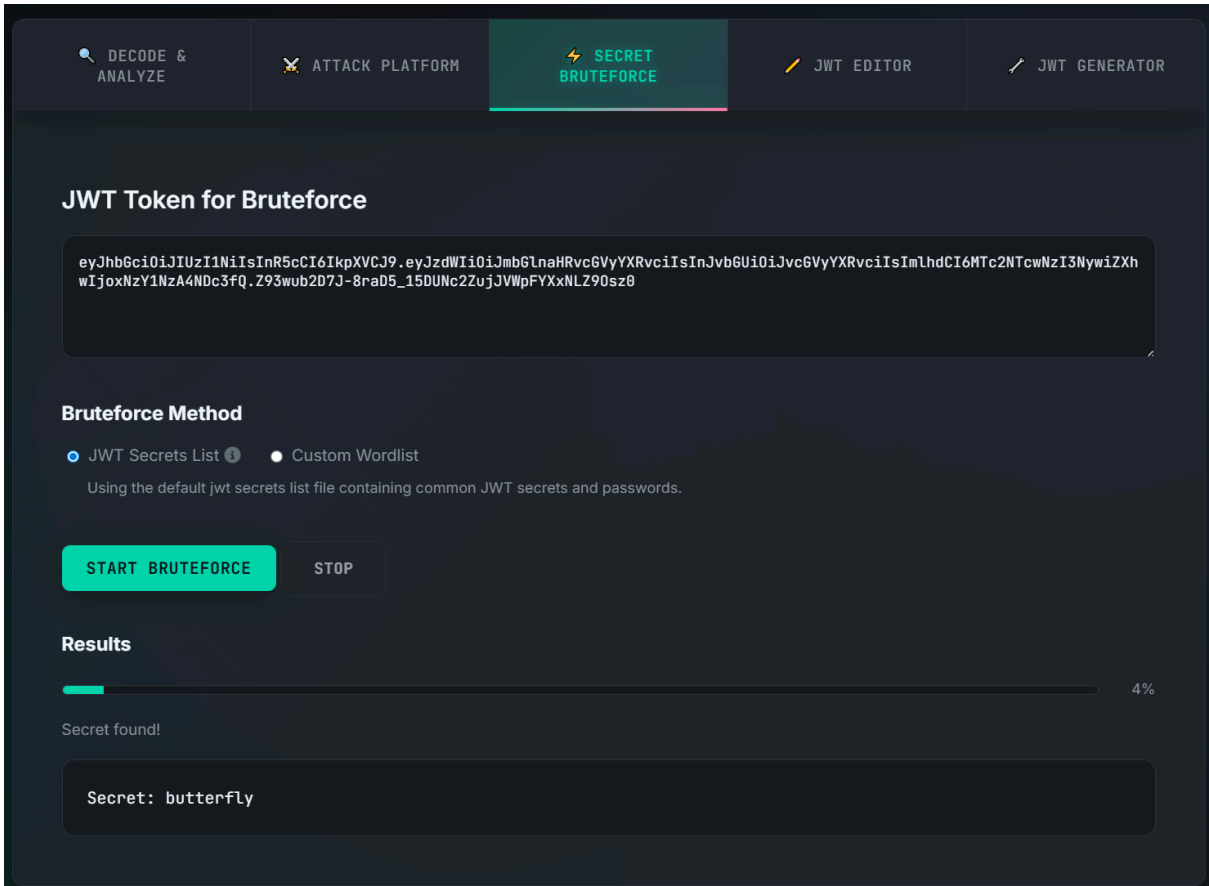 DECODE &
ANALYZE
ATTACK PLATFORM
SECRET
BRUTEFORCE
JWT EDITOR
JWT GENERATOR
JWT Token for Bruteforce
eyJhbGciOiJIUzI1NiIsInR5cCI6IkpXVCJ9.eyJzdWIiOiJmbGlnaHRvcGVyYXRvciIsInJvbGUiOiJvcGVyYXRvciIsImlhdCI6MTc2NTcwNzI3NywiZXh
wIjoxNzY1NzA4NDc3fQ.Z93wub2D7J-8raD5_15DUNc2ZujJVWpFYXxNLZ9Osz0
Bruteforce Method
JWT Secrets List
Custom Wordlist
Using the default jwt secrets list file containing common JWT secrets and passwords.
START BRUTEFORCE
STOP
Results
4%
Secret found!
Secret: butterfly